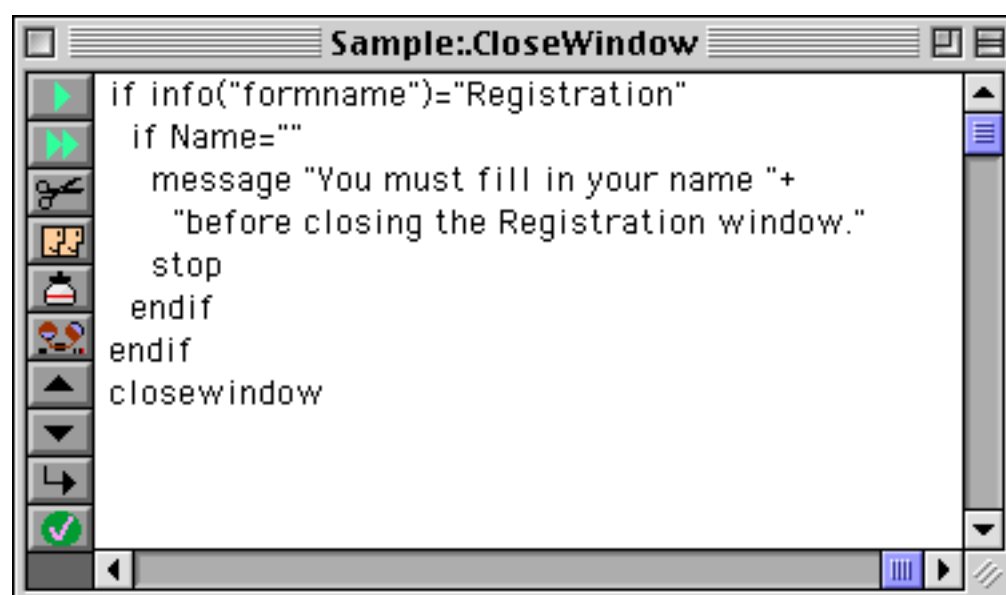 Sample:.CloseWindow
if info("formname")="Registration"
if Name=""
message "You must fill in your name "+
"before closing the Registration window."
stop
endif
endif
closewindow